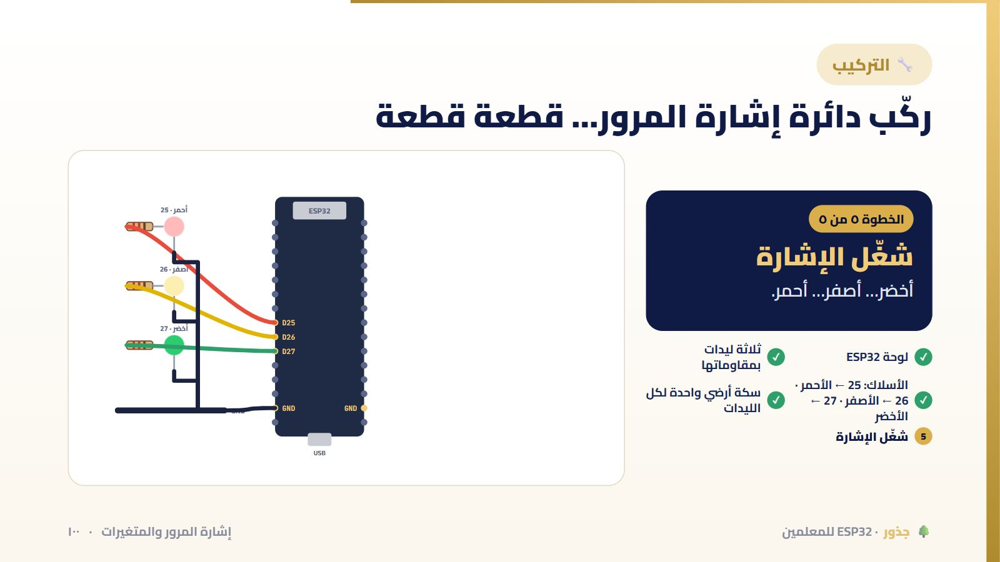 التركيب
ركّب دائرة إشارة المرور... قطعة قطعة
الخطوة ٥ من ٥
شغّل الإشارة
أخضر... أصفر... أحمر.
لوحة ESP32
ثلاثة ليدات
بمقاوماتها
الأسلاك: 25 ← الأحمر ·
26 ← الأصفر · 27 ←
الأخضر
سكة أرضي واحدة لكل
الليدات
5
شغّل الإشارة
ESP32
أحمر · 25
أصفر · 26
أخضر · 27
D25
D26
D27
GND
GND
GND
USB
جذور · ESP32 للمعلمين
إشارة المرور والمتغيرات · ١٠٠